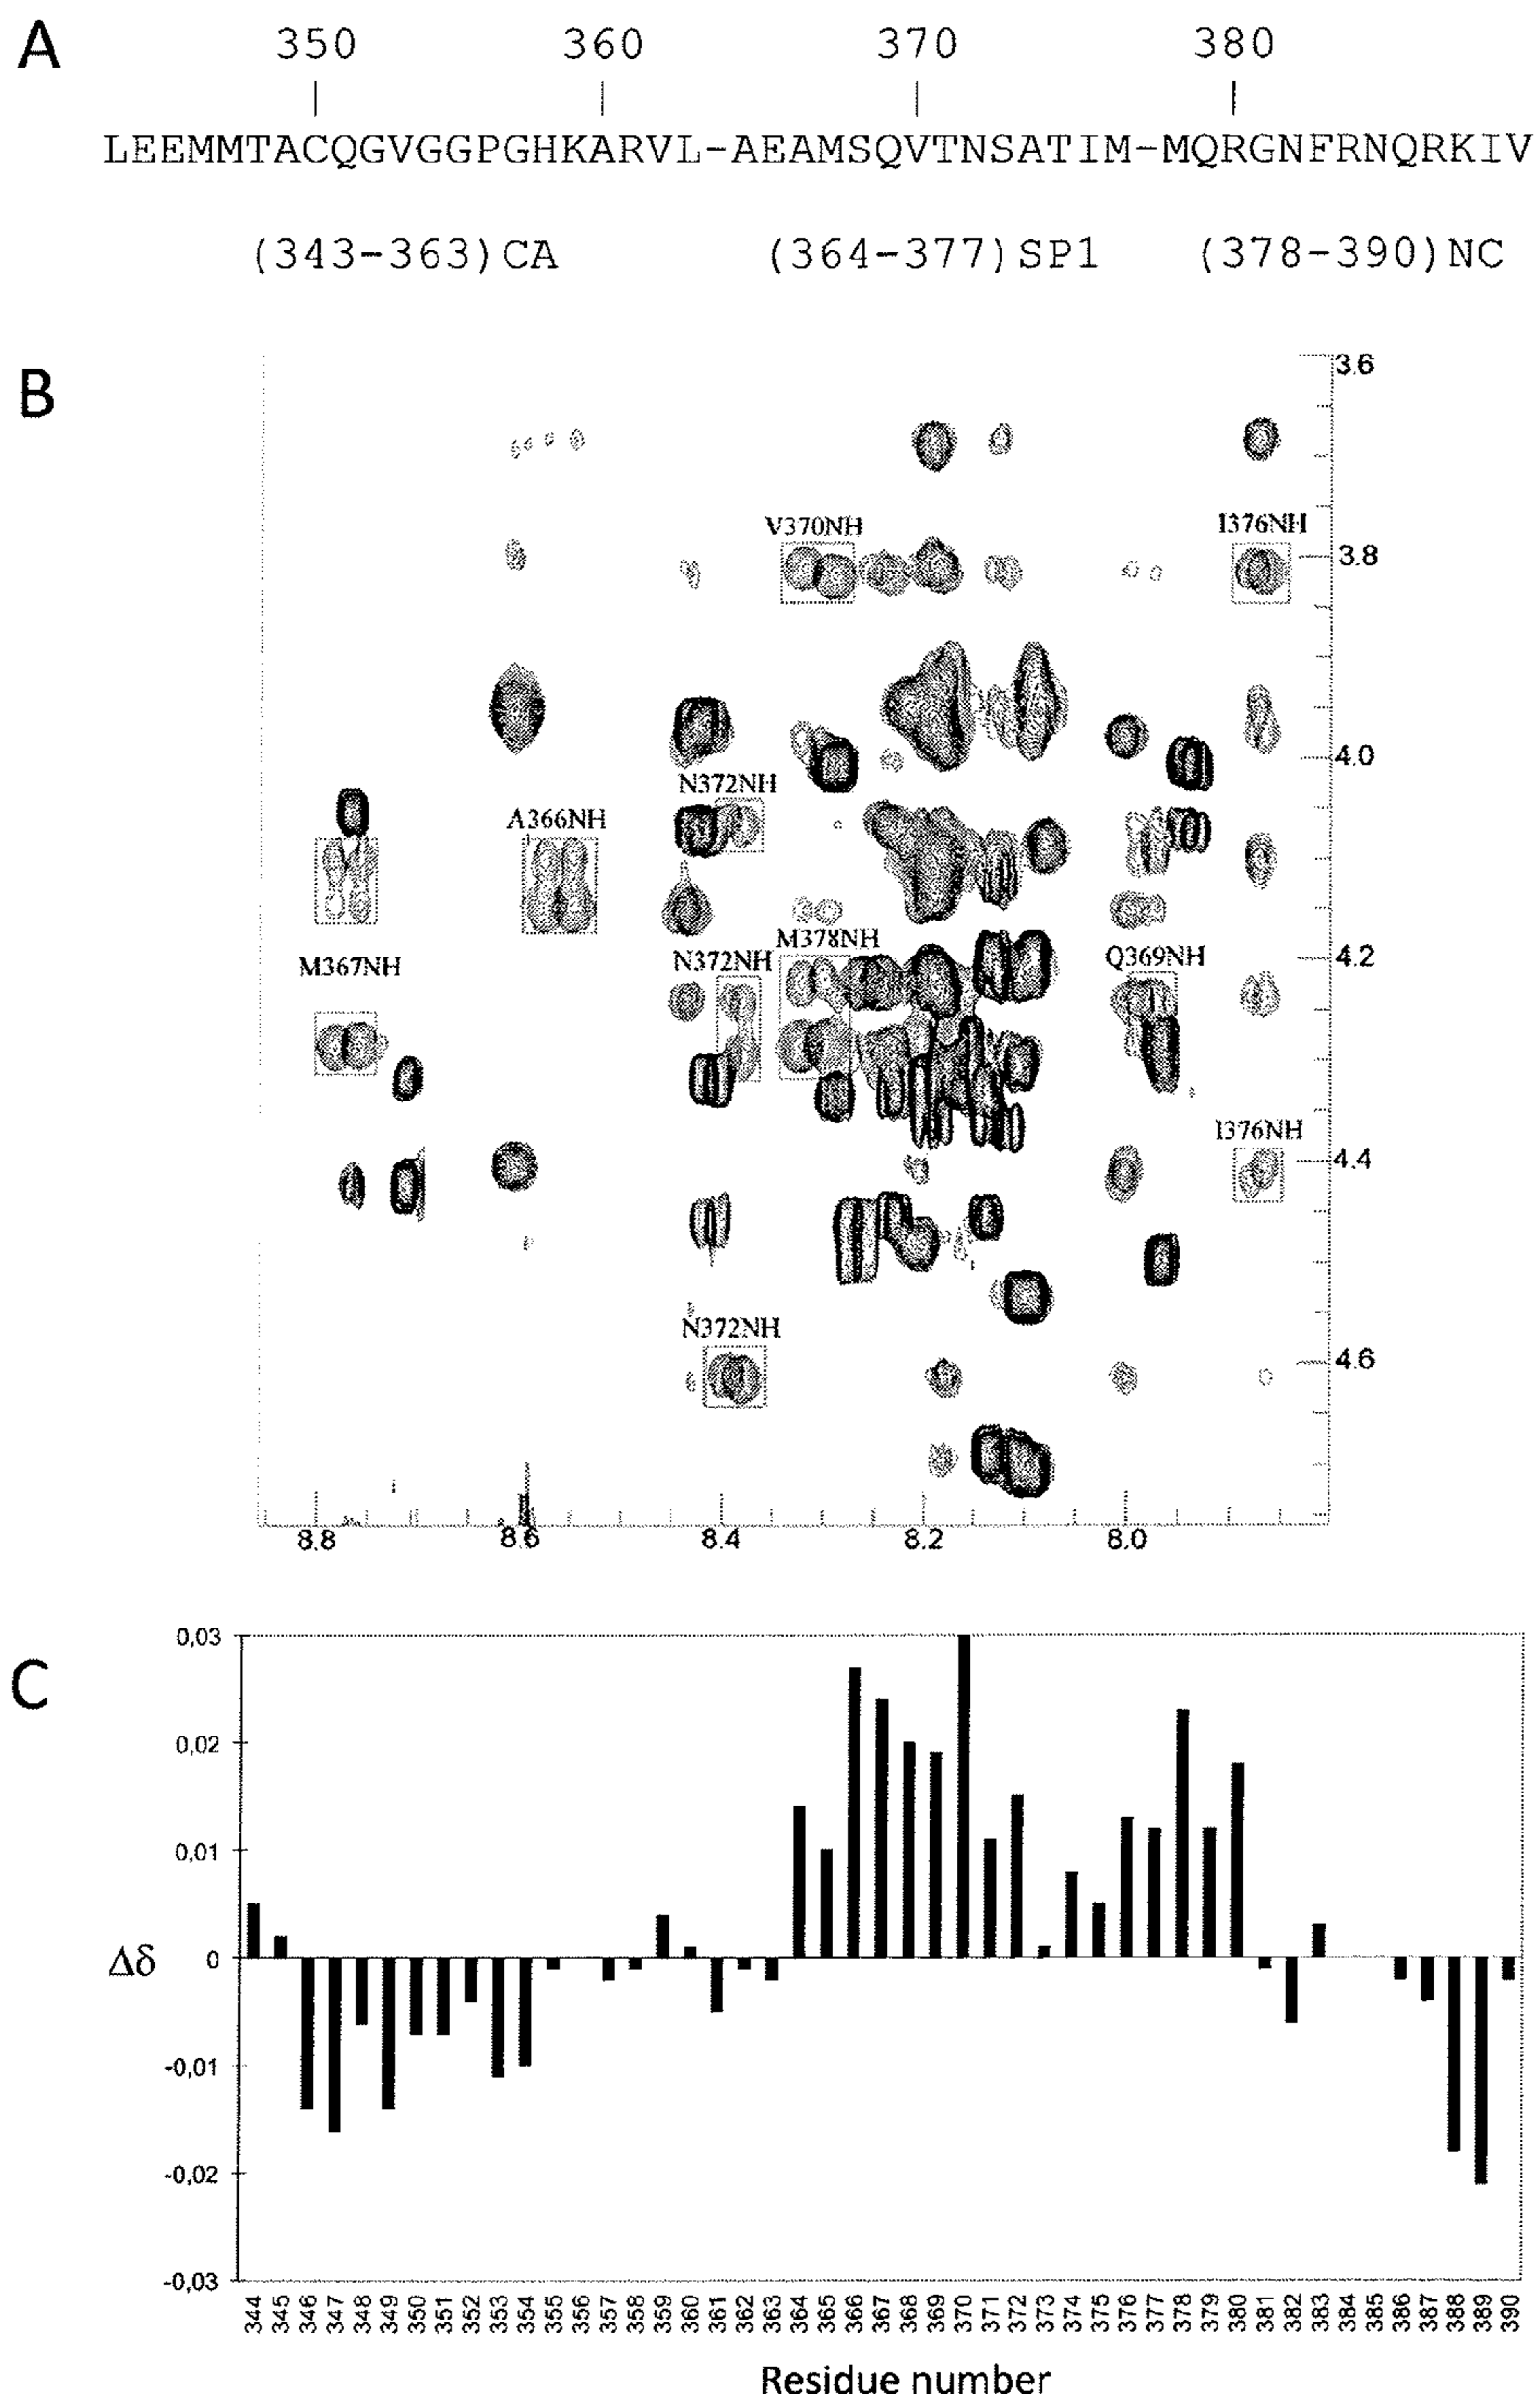 A
350 360 370 380
LEEMMTACQGVGGPGHKARVL-AEAMSQVTNSATIM-MQRGNFRNQRKIV
(343-363)CA (364-377)SP1 (378-390)NC
B
3.6
V370NH I376NH
3.8
4.0
N372NH
A366NH
M378NH
4.2
M367NH N372NH Q369NH
I376NH
4.4
N372NH
4.6
8.8 8.6 8.4 8.2 8.0
C
0,03
0,02
0,01
Δδ 0
-0,01
-0,02
-0,03
344 345 346 347 348 349 350 351 352 353 354 355 356 357 358 359 360 361 362 363 364 365 366 367 368 369 370 371 372 373 374 375 376 377 378 379 380 381 382 383 384 385 386 387 388 389 390
Residue number